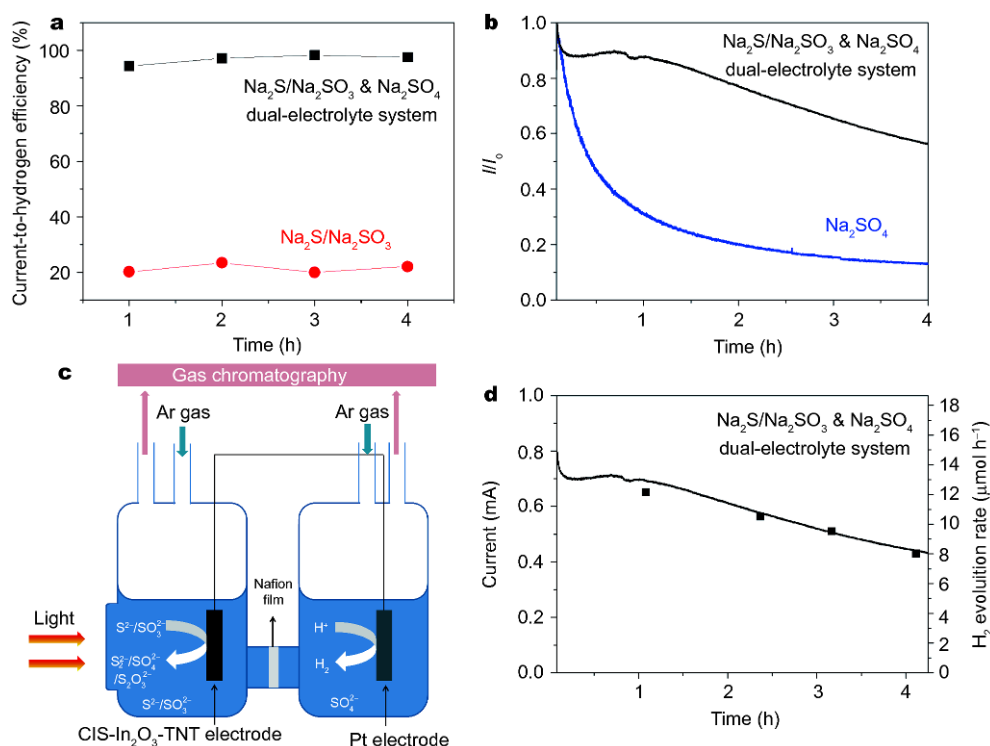 a
Current-to-hydrogen efficiency (%)
100
80
60
40
20
Na₂S/Na₂SO₃ & Na₂SO₄
dual-electrolyte system
Na₂S/Na₂SO₃
1 2 3 4
Time (h)
b
I/I₀
1.0
0.8
0.6
0.4
0.2
0.0
Na₂S/Na₂SO₃ & Na₂SO₄
dual-electrolyte system
Na₂SO₄
1 2 3 4
Time (h)
c
Gas chromatography
Ar gas Ar gas
Nafion
film
Light
S²⁻/SO₃²⁻ H⁺
S₂²⁻/SO₄²⁻ H₂
/S₂O₃²⁻
S²⁻/SO₃²⁻ SO₄²⁻
CIS-In₂O₃-TNT electrode Pt electrode
d
Current (mA)
1.0
0.8
0.6
0.4
0.2
0.0
Na₂S/Na₂SO₃ & Na₂SO₄
dual-electrolyte system
18
16
14
12
10
8
6
4
2
0
H₂ evoluition rate (μmol h⁻¹)
1 2 3 4
Time (h)